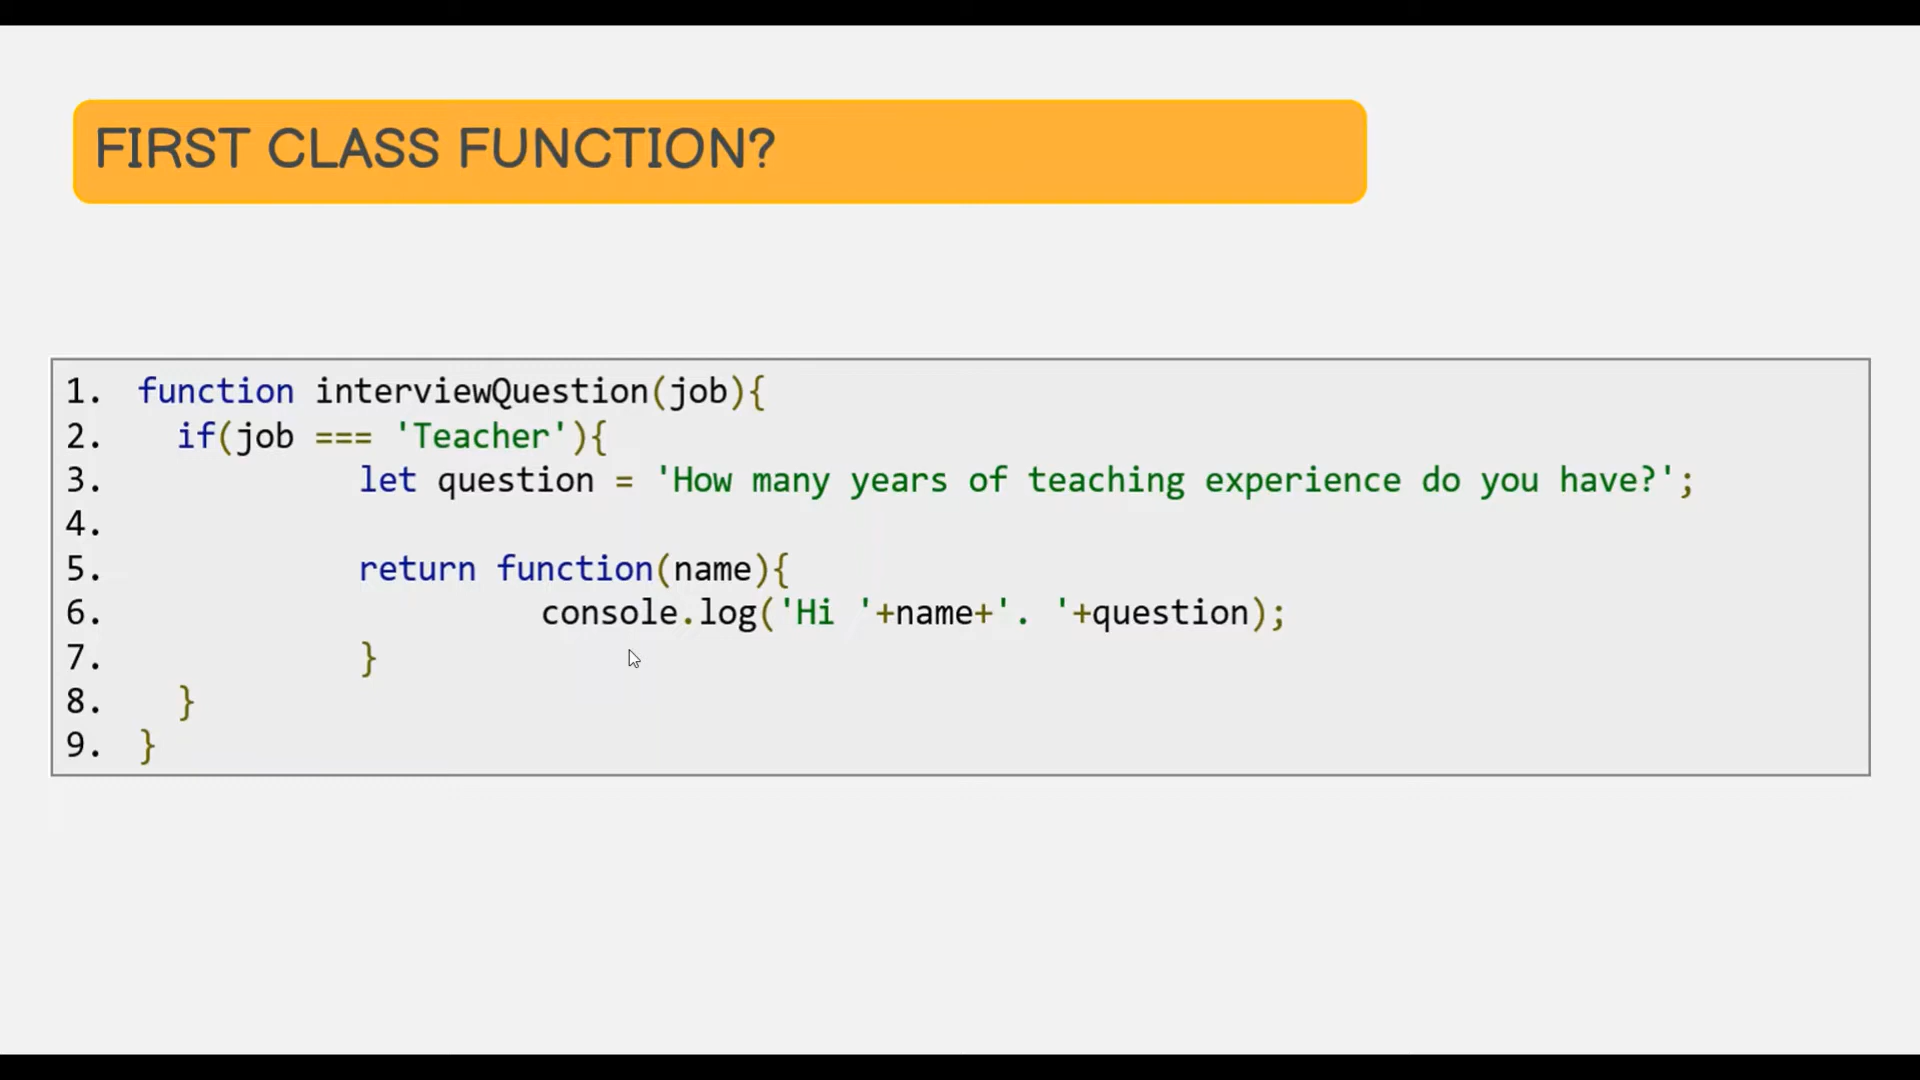 FIRST CLASS FUNCTION?
1. function interviewQuestion(job){
2. if(job === 'Teacher'){
3. let question = 'How many years of teaching experience do you have?';
4.
5. return function(name){
6. console.log('Hi '+name+'. '+question);
7. }
8. }
9. }